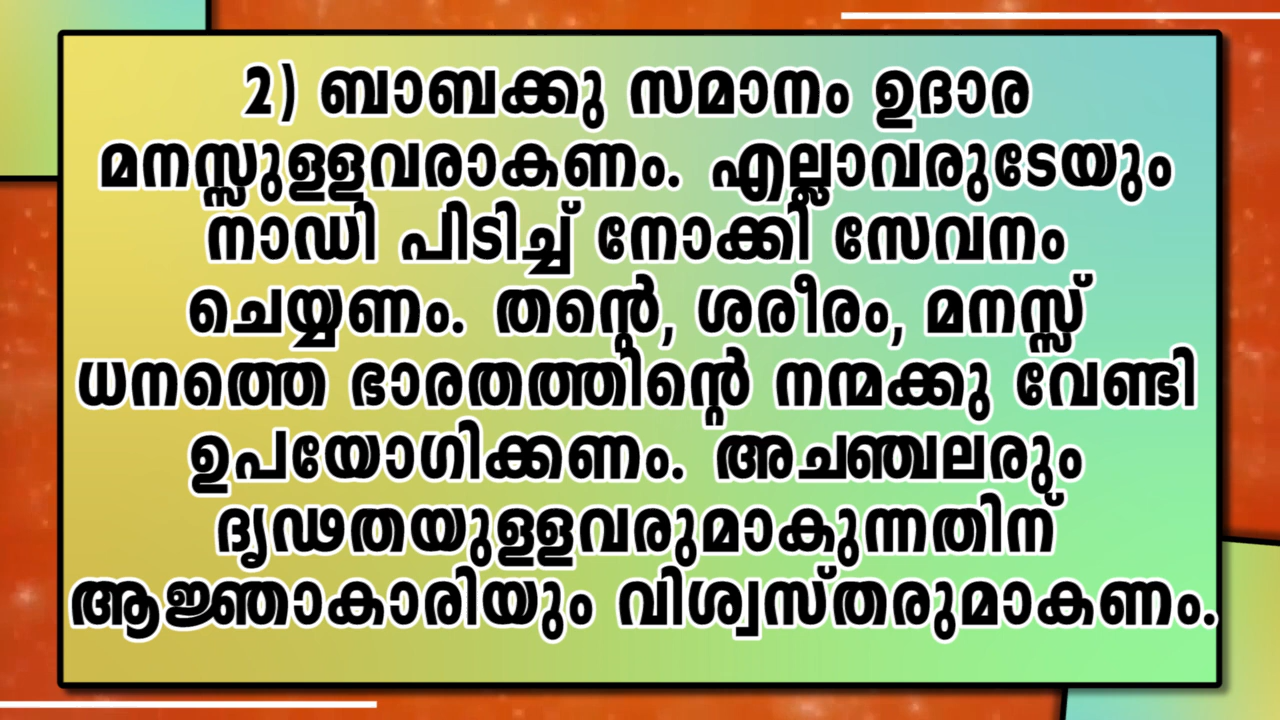 2) ബാബക്കു സമാനം ഉദാര
മനസ്സുള്ളവരാകണം. എല്ലാവരുടേയും
നാഡി പിടിച്ച് നോക്കി സേവനം
ചെയ്യണം. തന്റെ, ശരീരം, മനസ്സ്
ധനത്തെ ഭാരതത്തിന്റെ നന്മക്കു വേണ്ടി
ഉപയോഗിക്കണം. അചഞ്ചലരും
ദൃഢതയുള്ളവരുമാകുന്നതിന്
ആജ്ഞാകാരിയും വിശ്വസ്തരുമാകണം.